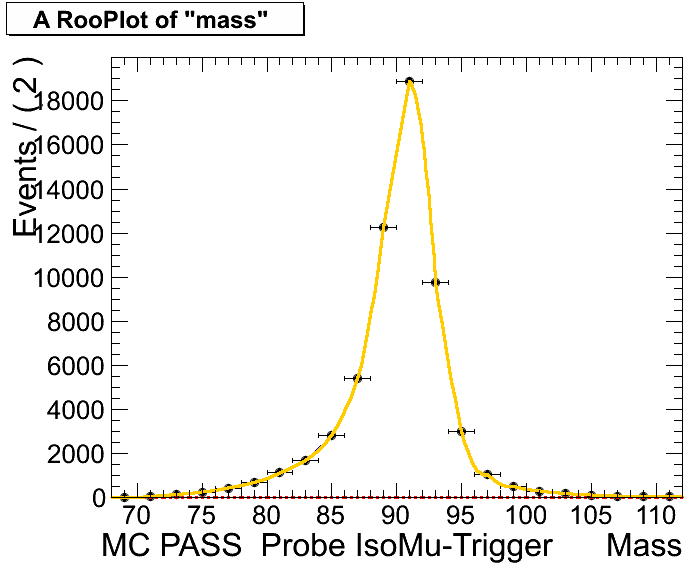 A RooPlot of "mass"
Events / ( 2 )
18000
16000
14000
12000
10000
8000
6000
4000
2000
0
70 75 80 85 90 95 100 105 110
MC PASS Probe IsoMu-Trigger Mass